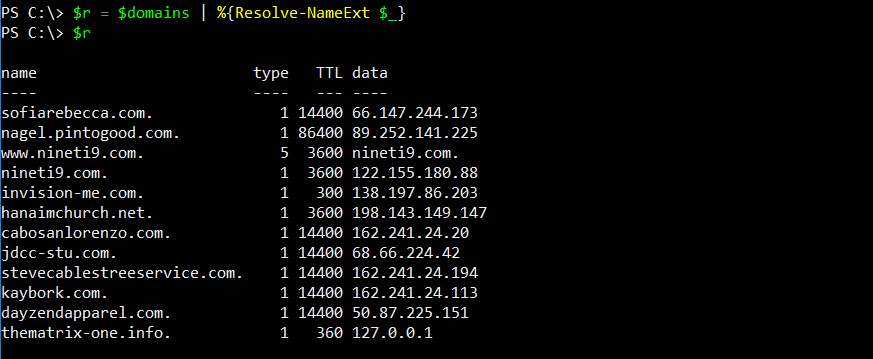 PS C:\> $r = $domains | %{Resolve-NameExt $_}
PS C:\> $r
name                           type   TTL data
----                           ----   --- ----
sofiarebecca.com.                 1 14400 66.147.244.173
nagel.pintogood.com.              1 86400 89.252.141.225
www.nineti9.com.                  5  3600 nineti9.com.
nineti9.com.                      1  3600 122.155.180.88
invision-me.com.                  1   300 138.197.86.203
hanaimchurch.net.                 1  3600 198.143.149.147
cabosanlorenzo.com.               1 14400 162.241.24.20
jdcc-stu.com.                     1 14400 68.66.224.42
stevecablestreeservice.com.       1 14400 162.241.24.194
kaybork.com.                      1 14400 162.241.24.113
dayzendapparel.com.               1 14400 50.87.225.151
thematrix-one.info.               1   360 127.0.0.1